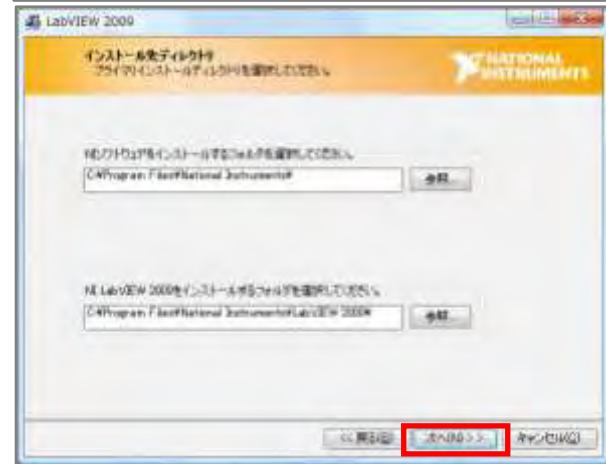 LabVIEW 2009
インストール先ディレクトリ
プライマリインストールディレクトリを選択してください。
NATIONAL INSTRUMENTS
NIソフトウェアをインストールするフォルダを選択してください。
C:¥Program Files¥National Instruments¥
参照...
NI LabVIEW 2009をインストールするフォルダを選択してください。
C:¥Program Files¥National Instruments¥LabVIEW 2009¥
参照...
<< 戻る(B) 次へ(N) >> キャンセル(C)